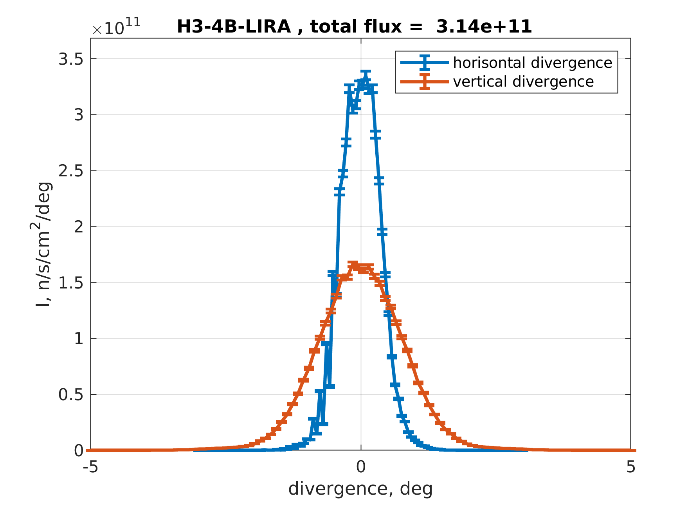 ×10^11
H3-4B-LIRA , total flux = 3.14e+11
horisontal divergence
vertical divergence
3.5
3
2.5
2
1.5
1
0.5
0
I, n/s/cm^2/deg
-5
0
5
divergence, deg